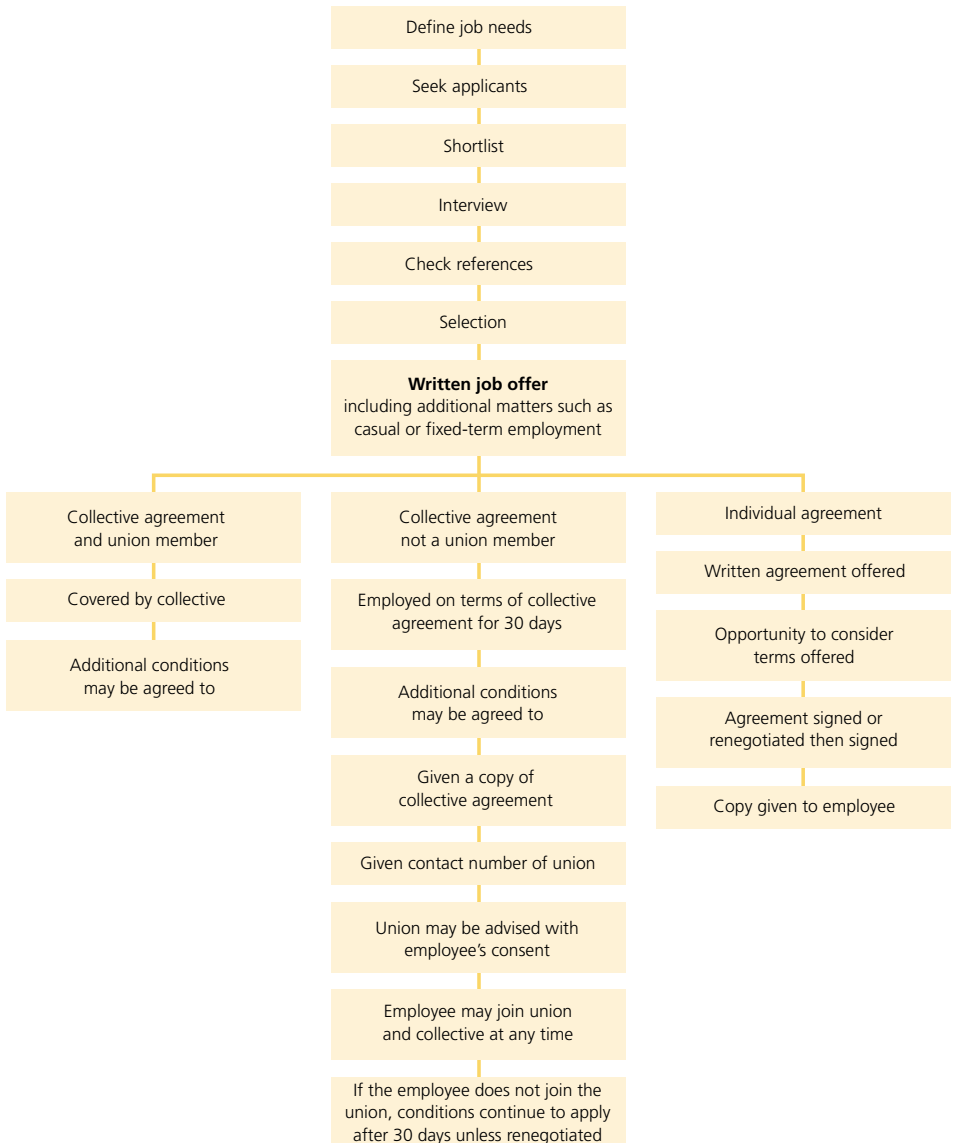 Define job needs
Seek applicants
Shortlist
Interview
Check references
Selection
Written job offer
including additional matters such as
casual or fixed-term employment
Collective agreement
and union member
Covered by collective
Additional conditions
may be agreed to
Collective agreement
not a union member
Employed on terms of collective
agreement for 30 days
Additional conditions
may be agreed to
Given a copy of
collective agreement
Given contact number of union
Union may be advised with
employee’s consent
Employee may join union
and collective at any time
If the employee does not join the
union, conditions continue to apply
after 30 days unless renegotiated
Individual agreement
Written agreement offered
Opportunity to consider
terms offered
Agreement signed or
renegotiated then signed
Copy given to employee